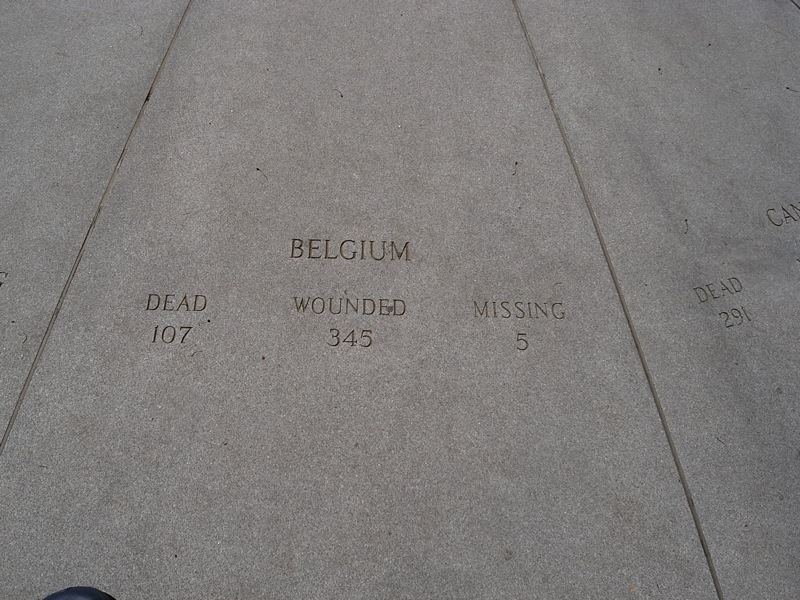 BELGIUM
DEAD WOUNDED MISSING
107 345 5
DEAD
291